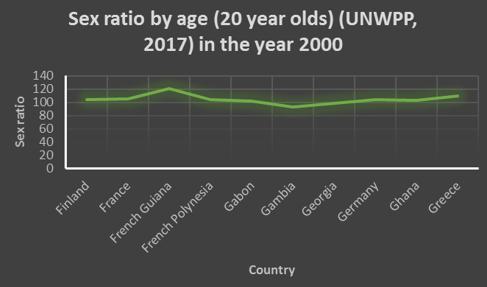 Sex ratio by age (20 year olds) (UNWPP,
2017) in the year 2000
Sex ratio
140
120
100
80
60
40
20
0
Finland
France
French Guiana
French Polynesia
Gabon
Gambia
Georgia
Germany
Ghana
Greece
Country